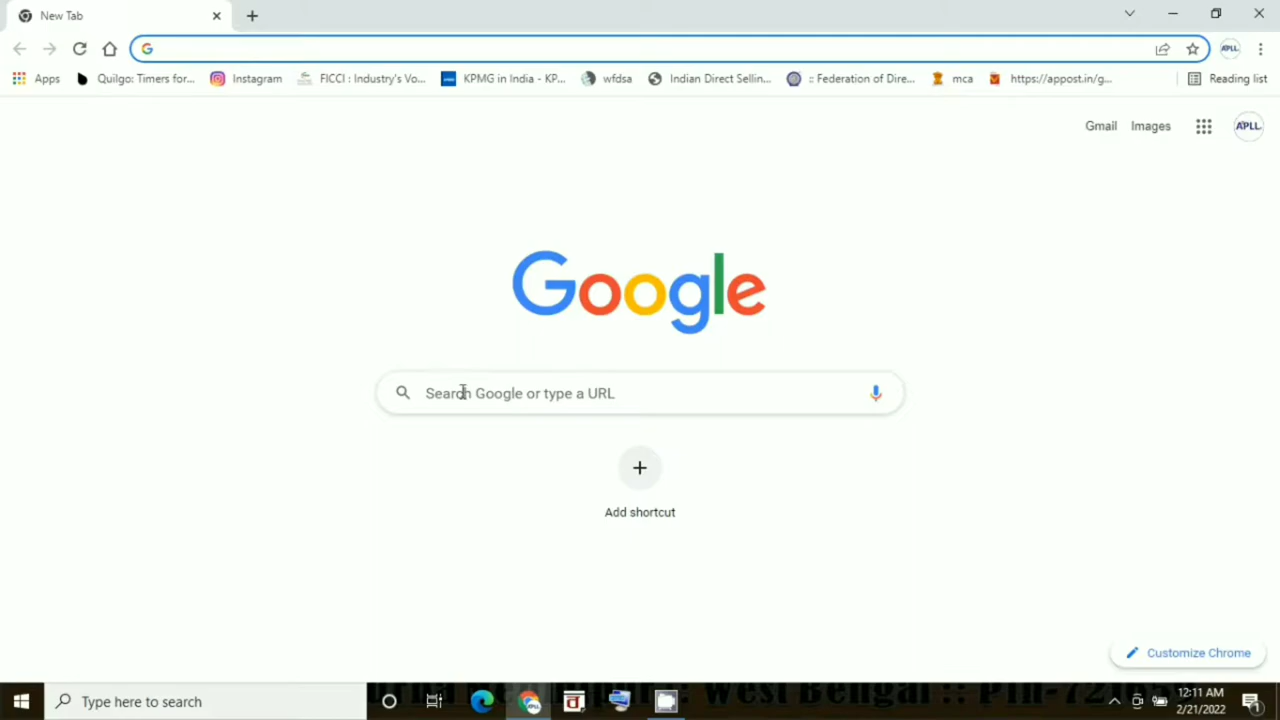 New Tab
Apps Quilgo: Timers for... Instagram FICCI : Industry's Vo... KPMG in India - KP... wfdsa Indian Direct Sellin... :: Federation of Dire... mca https://appost.in/g... Reading list
APLL
Gmail Images APLL
Google
Search Google or type a URL
Add shortcut
Customize Chrome
Type here to search
West Bengal :: Pin-72
12:11 AM
2/21/2022